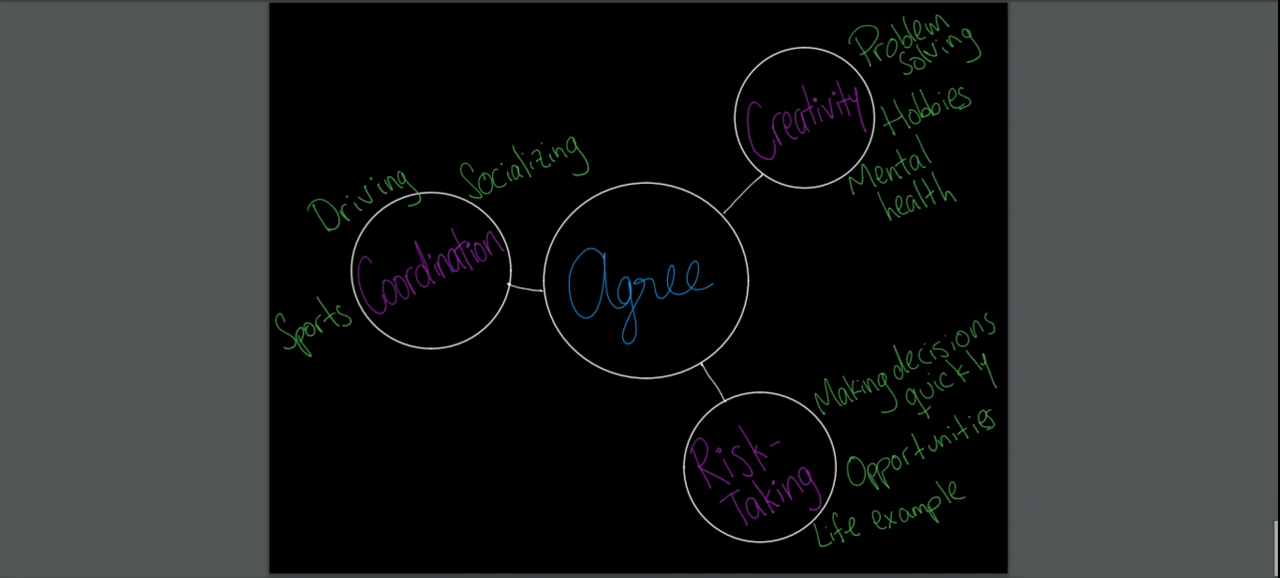 Agree
Creativity
Problem
solving
Hobbies
Mental
health
Coordination
Driving
Socializing
Sports
Risk-
Taking
Making decisions
quickly
+
Opportunities
Life example